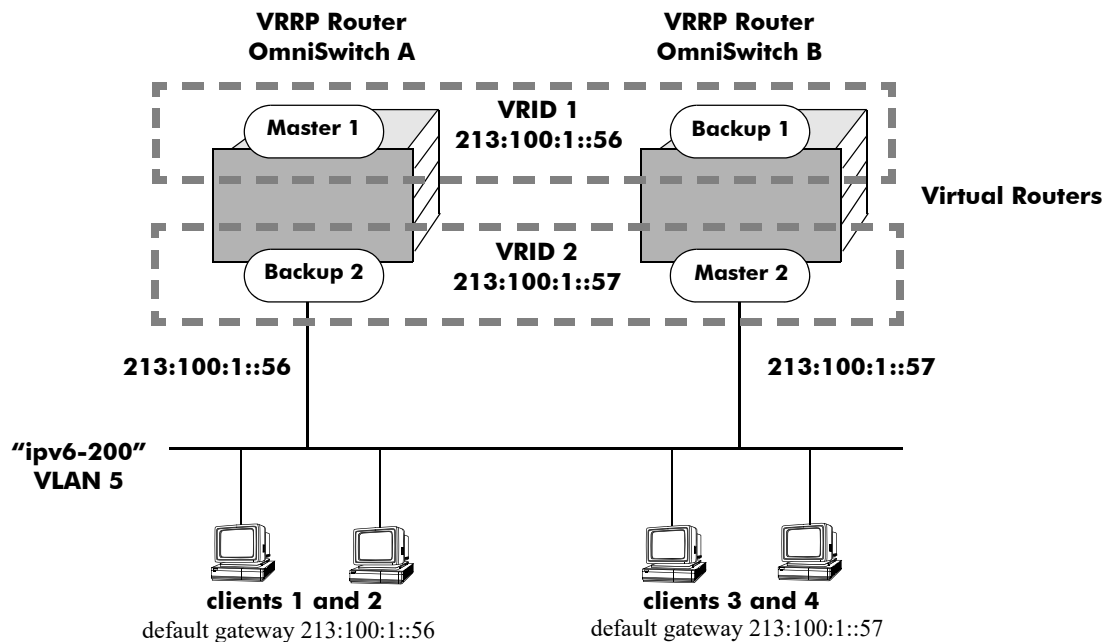 VRRP Router
OmniSwitch A
VRRP Router
OmniSwitch B
Master 1
VRID 1
213:100:1::56
Backup 1
Virtual Routers
Backup 2
VRID 2
213:100:1::57
Master 2
213:100:1::56
213:100:1::57
“ipv6-200”
VLAN 5
clients 1 and 2
default gateway 213:100:1::56
clients 3 and 4
default gateway 213:100:1::57